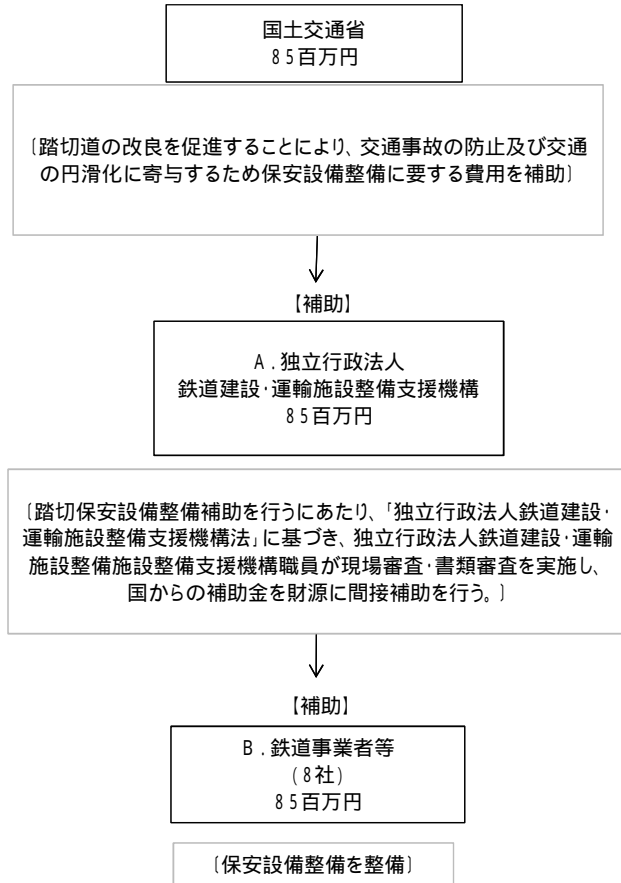 国土交通省
85百万円
〔踏切道の改良を促進することにより、交通事故の防止及び交通
の円滑化に寄与するため保安設備整備に要する費用を補助〕
【補助】
A.独立行政法人
鉄道建設・運輸施設整備支援機構
85百万円
〔踏切保安設備整備補助を行うにあたり、「独立行政法人鉄道建設・
運輸施設整備支援機構法」に基づき、独立行政法人鉄道建設・運輸
施設整備施設整備支援機構職員が現場審査・書類審査を実施し、
国からの補助金を財源に間接補助を行う。〕
【補助】
B.鉄道事業者等
(8社)
85百万円
〔保安設備整備を整備〕